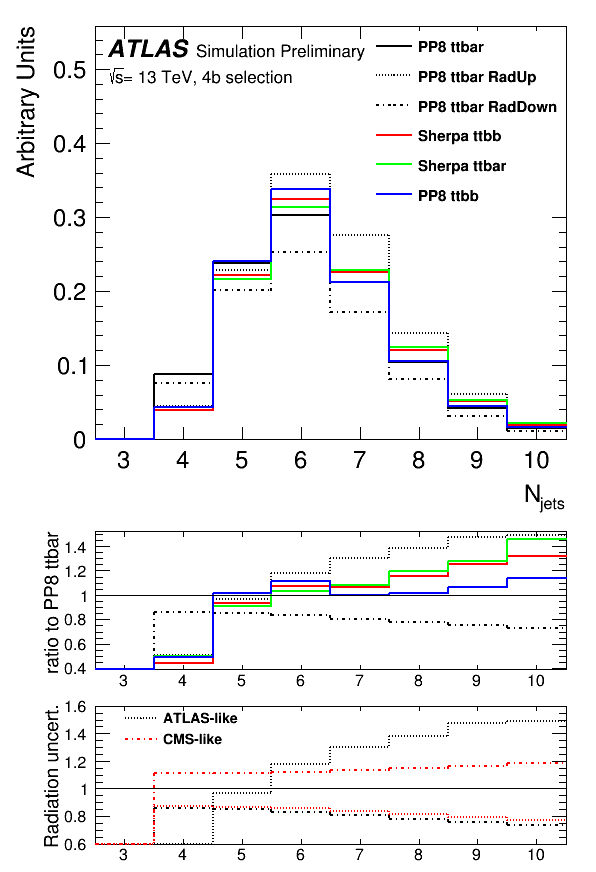 ATLAS Simulation Preliminary
√s= 13 TeV, 4b selection
PP8 ttbar
PP8 ttbar RadUp
PP8 ttbar RadDown
Sherpa ttbb
Sherpa ttbar
PP8 ttbb
Arbitrary Units
0.5
0.4
0.3
0.2
0.1
0
3 4 5 6 7 8 9 10
Njets
ratio to PP8 ttbar
1.4
1.2
1
0.8
0.6
0.4
3 4 5 6 7 8 9 10
Radiation uncert.
ATLAS-like
CMS-like
1.6
1.4
1.2
1
0.8
0.6
3 4 5 6 7 8 9 10